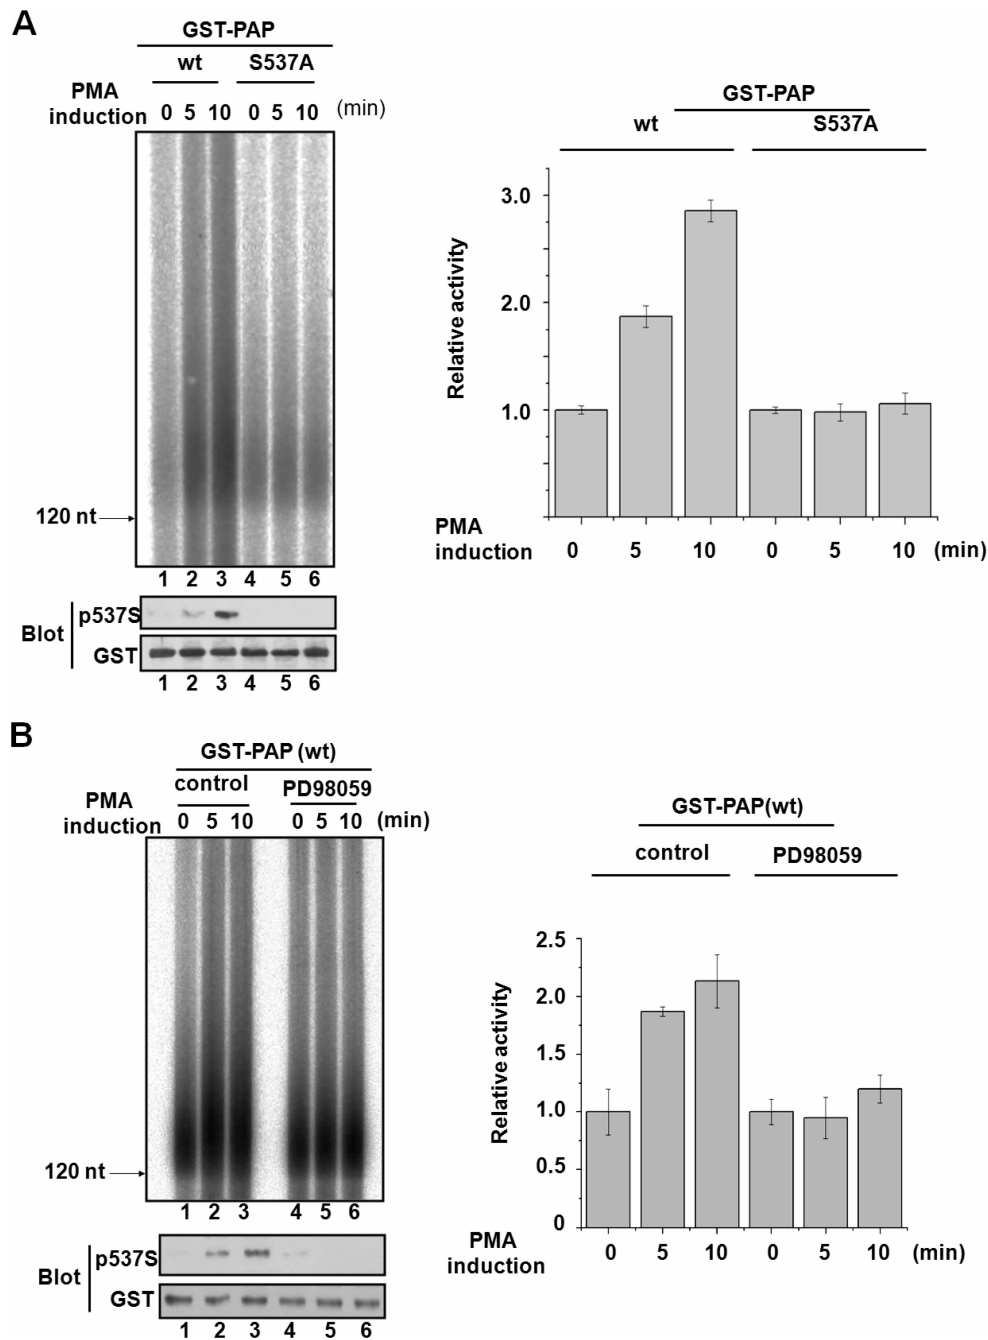 A
GST-PAP
wt S537A
PMA
induction 0 5 10 0 5 10 (min)
120 nt
1 2 3 4 5 6
Blot
p537S
GST
1 2 3 4 5 6
GST-PAP
wt S537A
Relative activity
3.0
2.0
1.0
PMA
induction 0 5 10 0 5 10 (min)
B
GST-PAP (wt)
control PD98059
PMA
induction 0 5 10 0 5 10 (min)
120 nt
1 2 3 4 5 6
Blot
p537S
GST
1 2 3 4 5 6
GST-PAP(wt)
control PD98059
Relative activity
2.5
2.0
1.5
1.0
0.5
0
PMA
induction 0 5 10 0 5 10 (min)